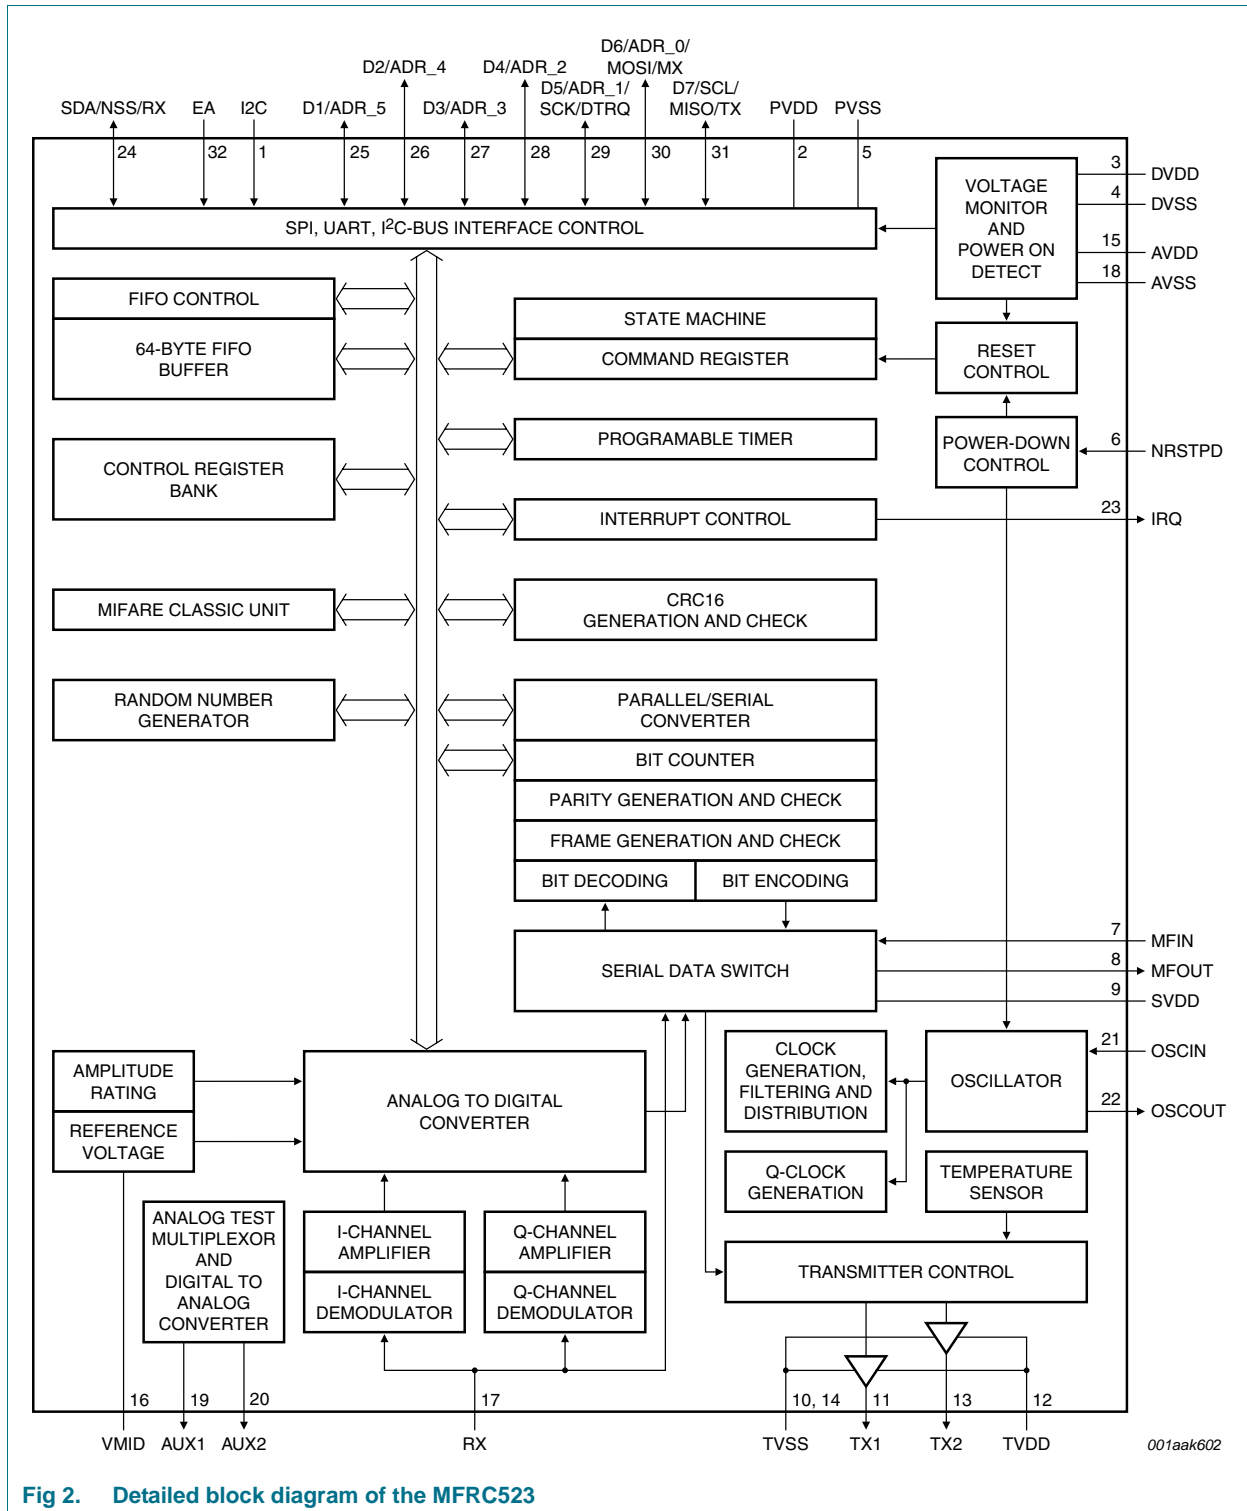 D6/ADR_0/
MOSI/MX
D2/ADR_4
D4/ADR_2
D5/ADR_1/
SCK/DTRQ
D7/SCL/
MISO/TX
SDA/NSS/RX
EA
I2C
D1/ADR_5
D3/ADR_3
PVDD
PVSS
24
32
1
25
26
27
28
29
30
31
2
5
SPI, UART, I2C-BUS INTERFACE CONTROL
VOLTAGE
MONITOR
AND
POWER ON
DETECT
3
DVDD
4
DVSS
15
AVDD
18
AVSS
FIFO CONTROL
64-BYTE FIFO
BUFFER
STATE MACHINE
COMMAND REGISTER
RESET
CONTROL
CONTROL REGISTER
BANK
PROGRAMABLE TIMER
POWER-DOWN
CONTROL
6
NRSTPD
INTERRUPT CONTROL
23
IRQ
MIFARE CLASSIC UNIT
CRC16
GENERATION AND CHECK
RANDOM NUMBER
GENERATOR
PARALLEL/SERIAL
CONVERTER
BIT COUNTER
PARITY GENERATION AND CHECK
FRAME GENERATION AND CHECK
BIT DECODING
BIT ENCODING
SERIAL DATA SWITCH
7
MFIN
8
MFOUT
9
SVDD
AMPLITUDE
RATING
REFERENCE
VOLTAGE
ANALOG TO DIGITAL
CONVERTER
CLOCK
GENERATION,
FILTERING AND
DISTRIBUTION
OSCILLATOR
21
OSCIN
22
OSCOUT
Q-CLOCK
GENERATION
TEMPERATURE
SENSOR
ANALOG TEST
MULTIPLEXOR
AND
DIGITAL TO
ANALOG
CONVERTER
I-CHANNEL
AMPLIFIER
I-CHANNEL
DEMODULATOR
Q-CHANNEL
AMPLIFIER
Q-CHANNEL
DEMODULATOR
TRANSMITTER CONTROL
16
19
20
17
10, 14
11
13
12
VMID
AUX1
AUX2
RX
TVSS
TX1
TX2
TVDD
001aak602
Fig 2. Detailed block diagram of the MFRC523